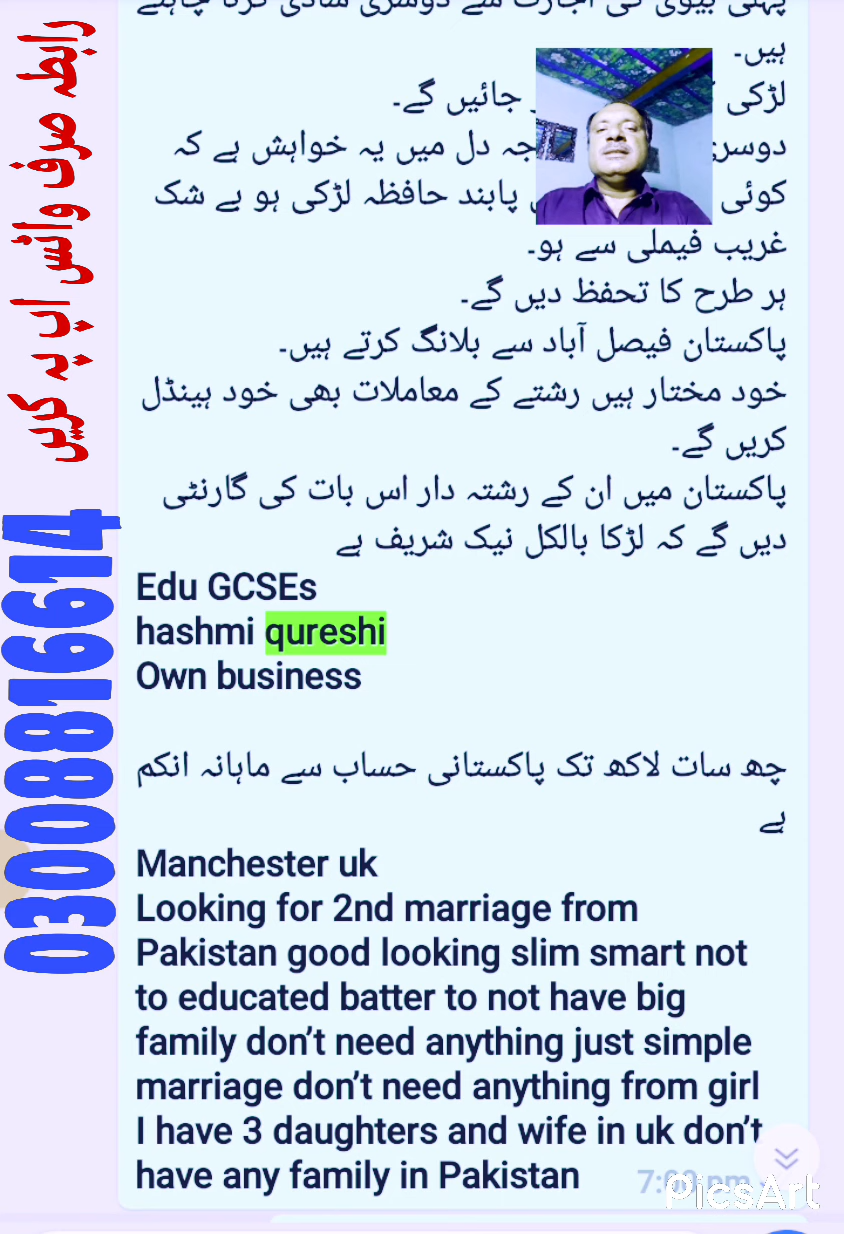 رابطہ صرف واٹس ایپ پہ کریں
03008816614
پہلی بیوی کی اجازت سے دوسری شادی کرنا چاہتے
ہیں۔
لڑکی
جائیں گے۔
دل میں یہ خواہش ہے کہ
کوئی
پابند حافظہ لڑکی ہو بے شک
غریب فیملی سے ہو۔
ہر طرح کا تحفظ دیں گے۔
پاکستان فیصل آباد سے بلانگ کرتے ہیں۔
خود مختار ہیں رشتے کے معاملات بھی خود ہینڈل
کریں گے۔
پاکستان میں ان کے رشتہ دار اس بات کی گارنٹی
دیں گے کہ لڑکا بالکل نیک شریف ہے
Edu GCSEs
hashmi qureshi
Own business
چھ سات لاکھ تک پاکستانی حساب سے ماہانہ انکم
ہے
Manchester uk
Looking for 2nd marriage from
Pakistan good looking slim smart not
to educated batter to not have big
family don’t need anything just simple
marriage don’t need anything from girl
I have 3 daughters and wife in uk don’t
have any family in Pakistan
PicsArt